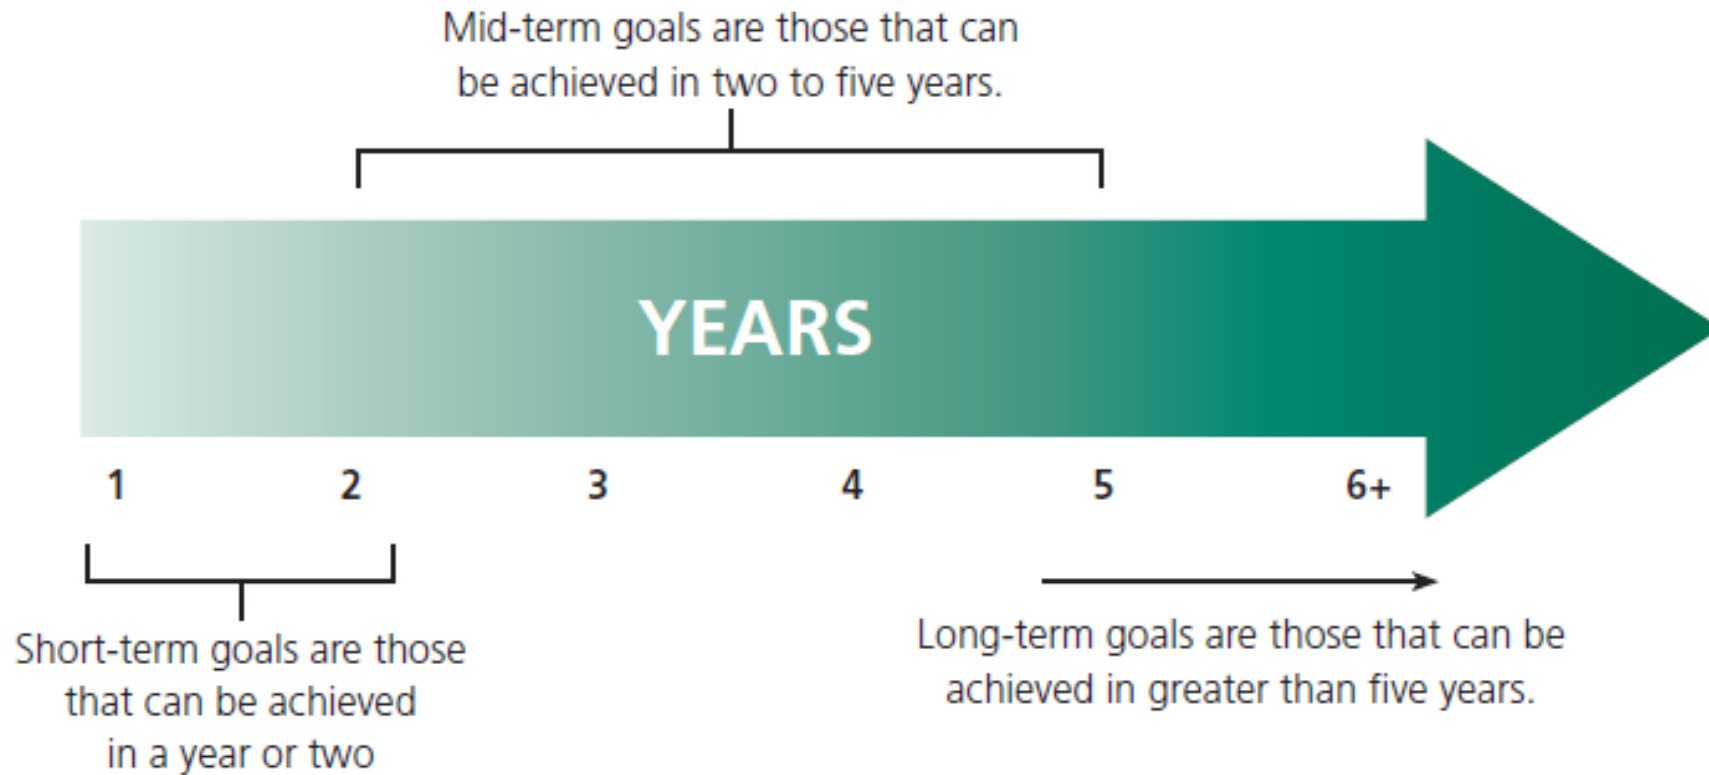 Mid-term goals are those that can
be achieved in two to five years.
YEARS
1 2 3 4 5 6+
Short-term goals are those
that can be achieved
in a year or two
Long-term goals are those that can be
achieved in greater than five years.